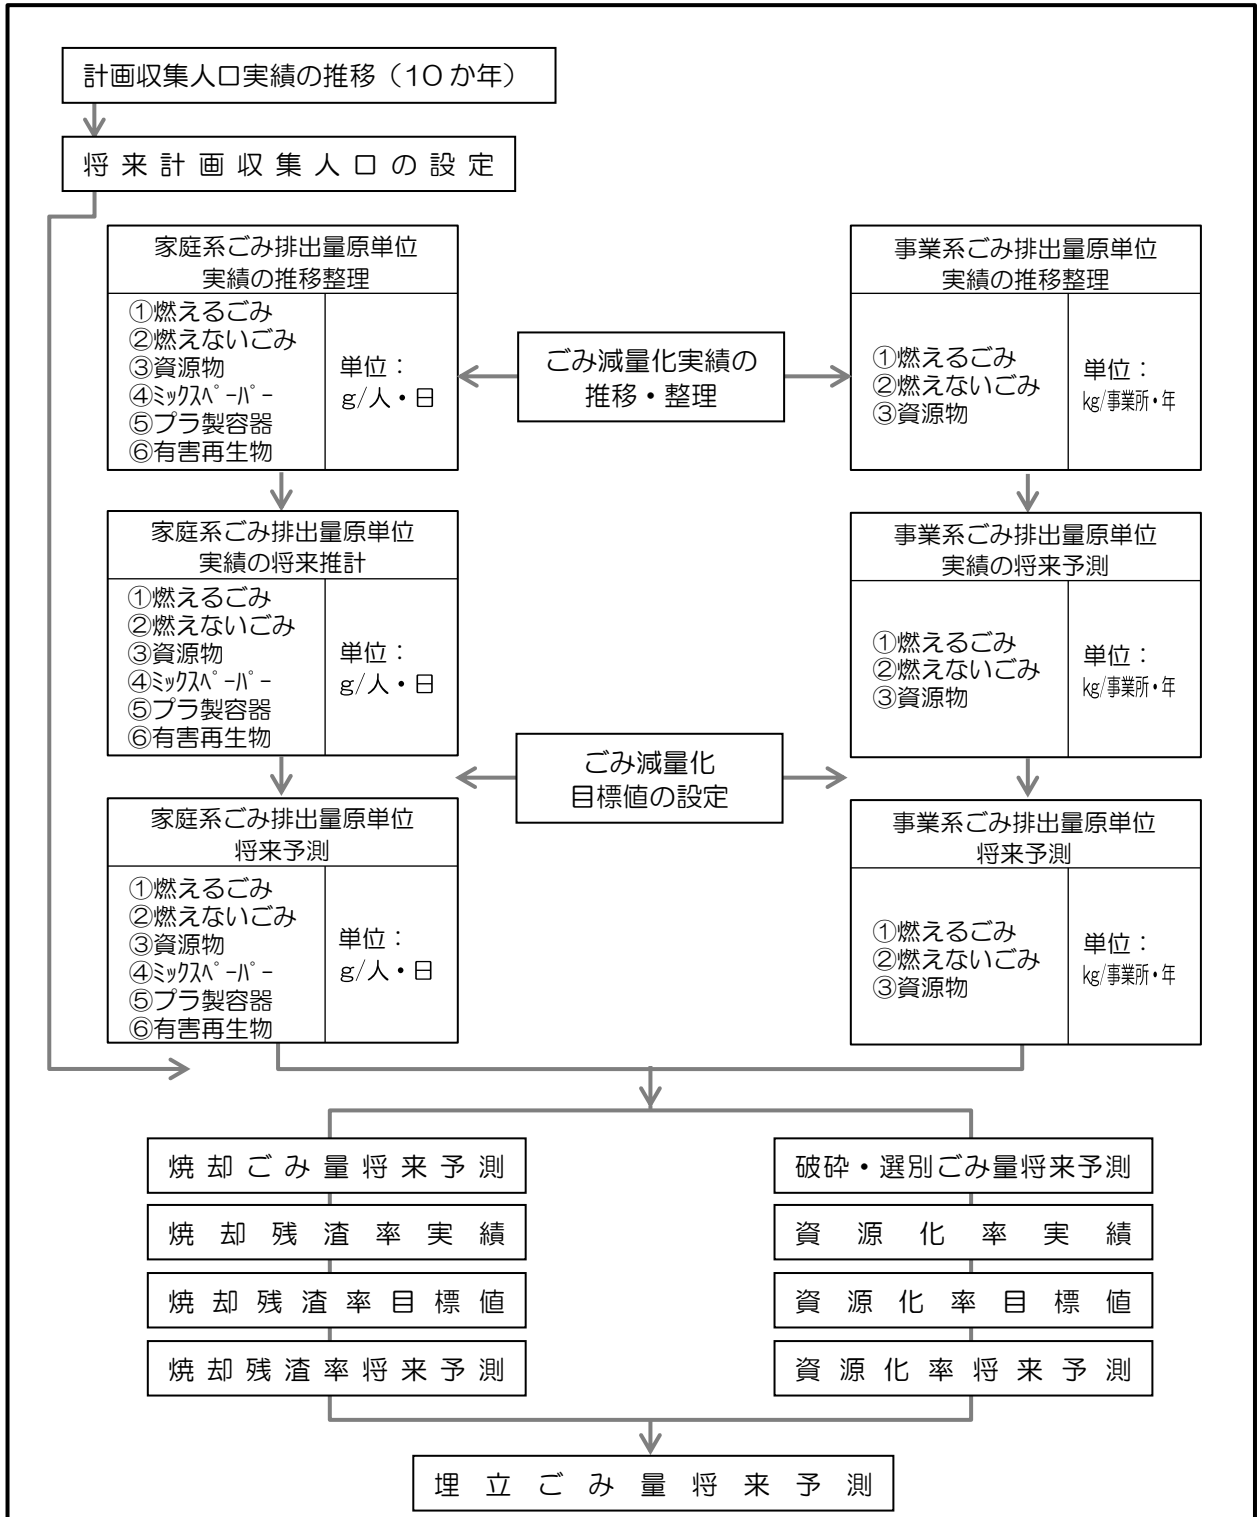 計画収集人口実績の推移（10か年）
将来計画収集人口の設定
家庭系ごみ排出量原単位
実績の推移整理
①燃えるごみ
②燃えないごみ
③資源物
④ﾐｯｸｽﾍﾟｰﾊﾟｰ
⑤プラ製容器
⑥有害再生物
単位：
g/人・日
ごみ減量化実績の
推移・整理
事業系ごみ排出量原単位
実績の推移整理
①燃えるごみ
②燃えないごみ
③資源物
単位：
kg/事業所・年
家庭系ごみ排出量原単位
実績の将来推計
①燃えるごみ
②燃えないごみ
③資源物
④ﾐｯｸｽﾍﾟｰﾊﾟｰ
⑤プラ製容器
⑥有害再生物
単位：
g/人・日
事業系ごみ排出量原単位
実績の将来予測
①燃えるごみ
②燃えないごみ
③資源物
単位：
kg/事業所・年
ごみ減量化
目標値の設定
家庭系ごみ排出量原単位
将来予測
①燃えるごみ
②燃えないごみ
③資源物
④ﾐｯｸｽﾍﾟｰﾊﾟｰ
⑤プラ製容器
⑥有害再生物
単位：
g/人・日
事業系ごみ排出量原単位
将来予測
①燃えるごみ
②燃えないごみ
③資源物
単位：
kg/事業所・年
焼却ごみ量将来予測
焼却残渣率実績
焼却残渣率目標値
焼却残渣率将来予測
破砕・選別ごみ量将来予測
資源化率実績
資源化率目標値
資源化率将来予測
埋立ごみ量将来予測